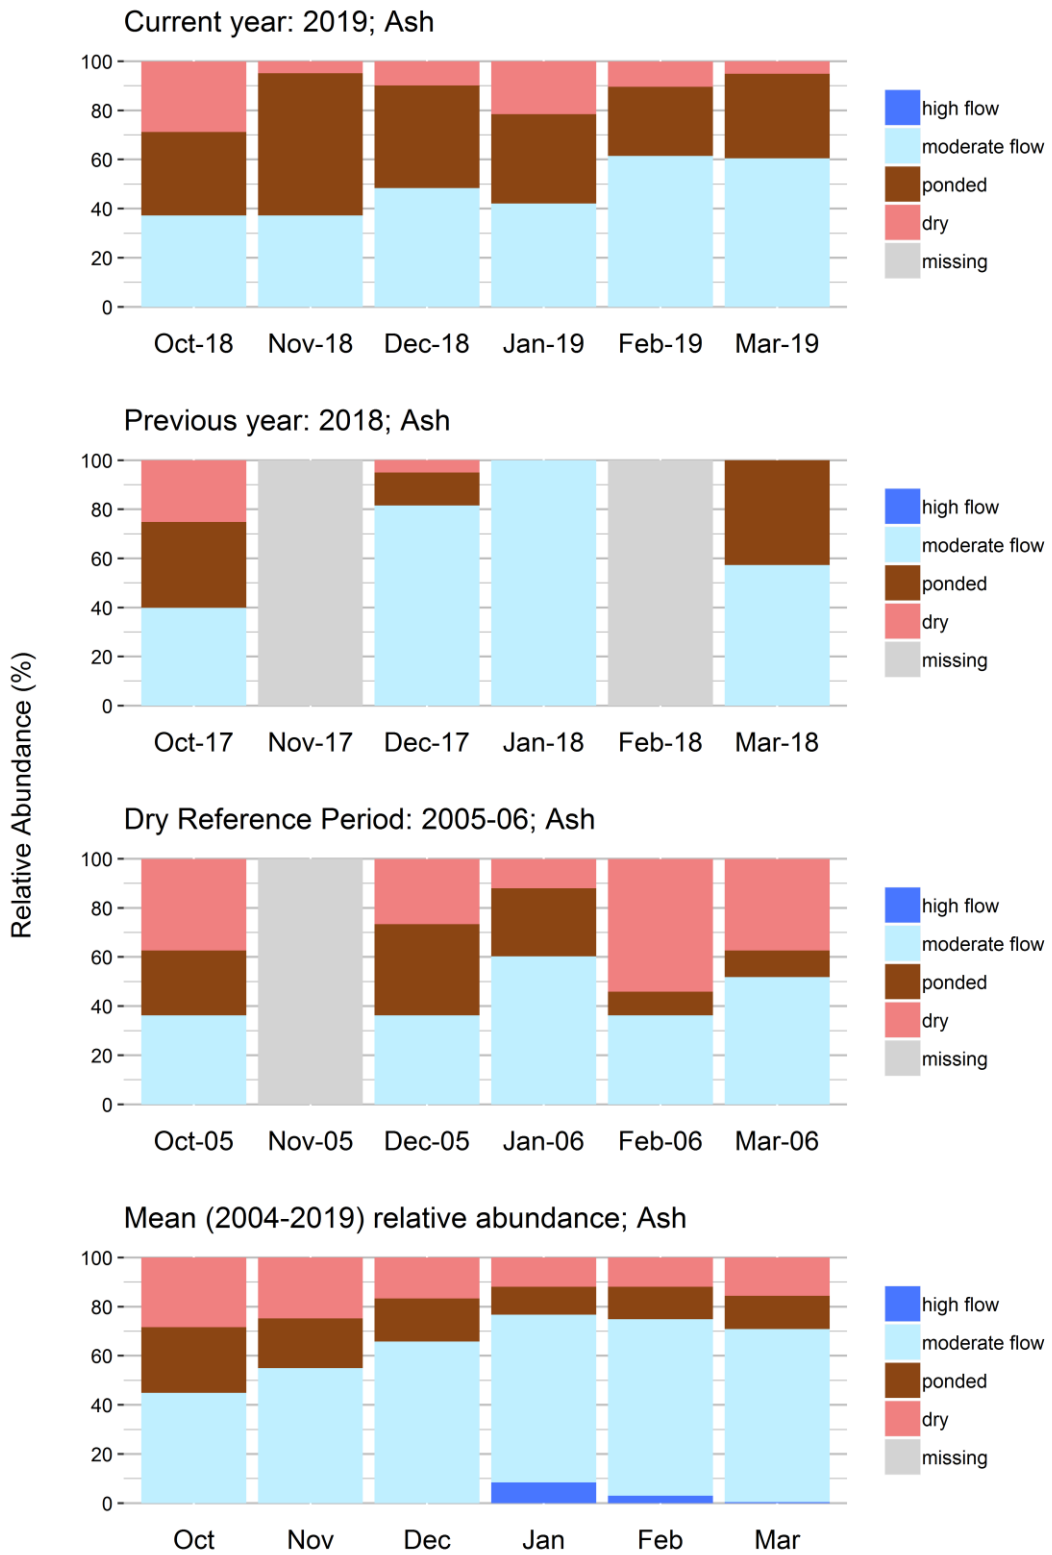 Relative Abundance (%)
Current year: 2019; Ash
100
80
60
40
20
0
Oct-18 Nov-18 Dec-18 Jan-19 Feb-19 Mar-19
high flow
moderate flow
ponded
dry
missing
Previous year: 2018; Ash
100
80
60
40
20
0
Oct-17 Nov-17 Dec-17 Jan-18 Feb-18 Mar-18
high flow
moderate flow
ponded
dry
missing
Dry Reference Period: 2005-06; Ash
100
80
60
40
20
0
Oct-05 Nov-05 Dec-05 Jan-06 Feb-06 Mar-06
high flow
moderate flow
ponded
dry
missing
Mean (2004-2019) relative abundance; Ash
100
80
60
40
20
0
Oct Nov Dec Jan Feb Mar
high flow
moderate flow
ponded
dry
missing